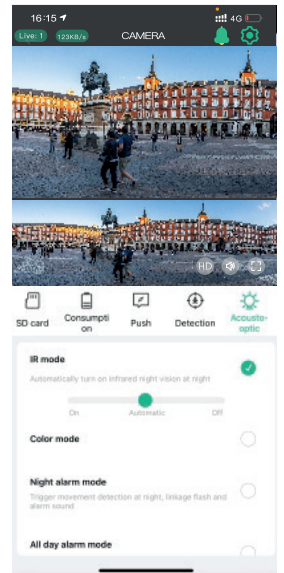 16:15 4G
Live: 1 123KB/s CAMERA
HD
SD card Consumpti Push Detection Acousto-
on optic
IR mode
Automatically turn on infrared night vision at night
On Automatic Off
Color mode
Night alarm mode
Trigger movement detection at night, linkage flash and
alarm sound
All day alarm mode